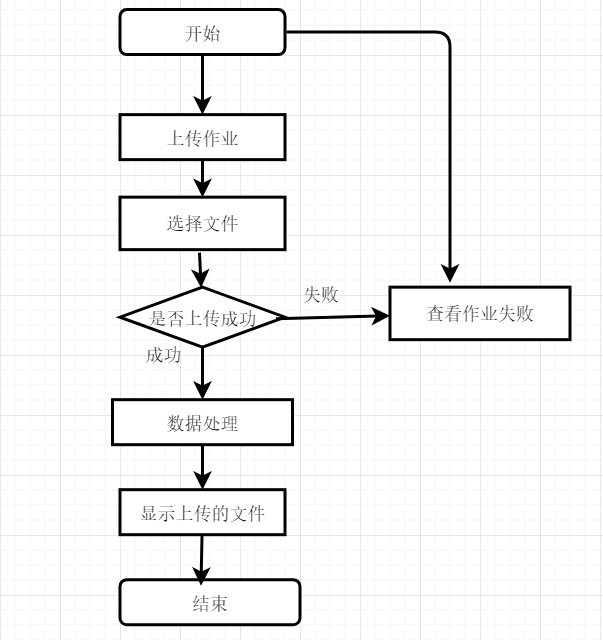 开始
上传作业
选择文件
失败
是否上传成功
查看作业失败
成功
数据处理
显示上传的文件
结束